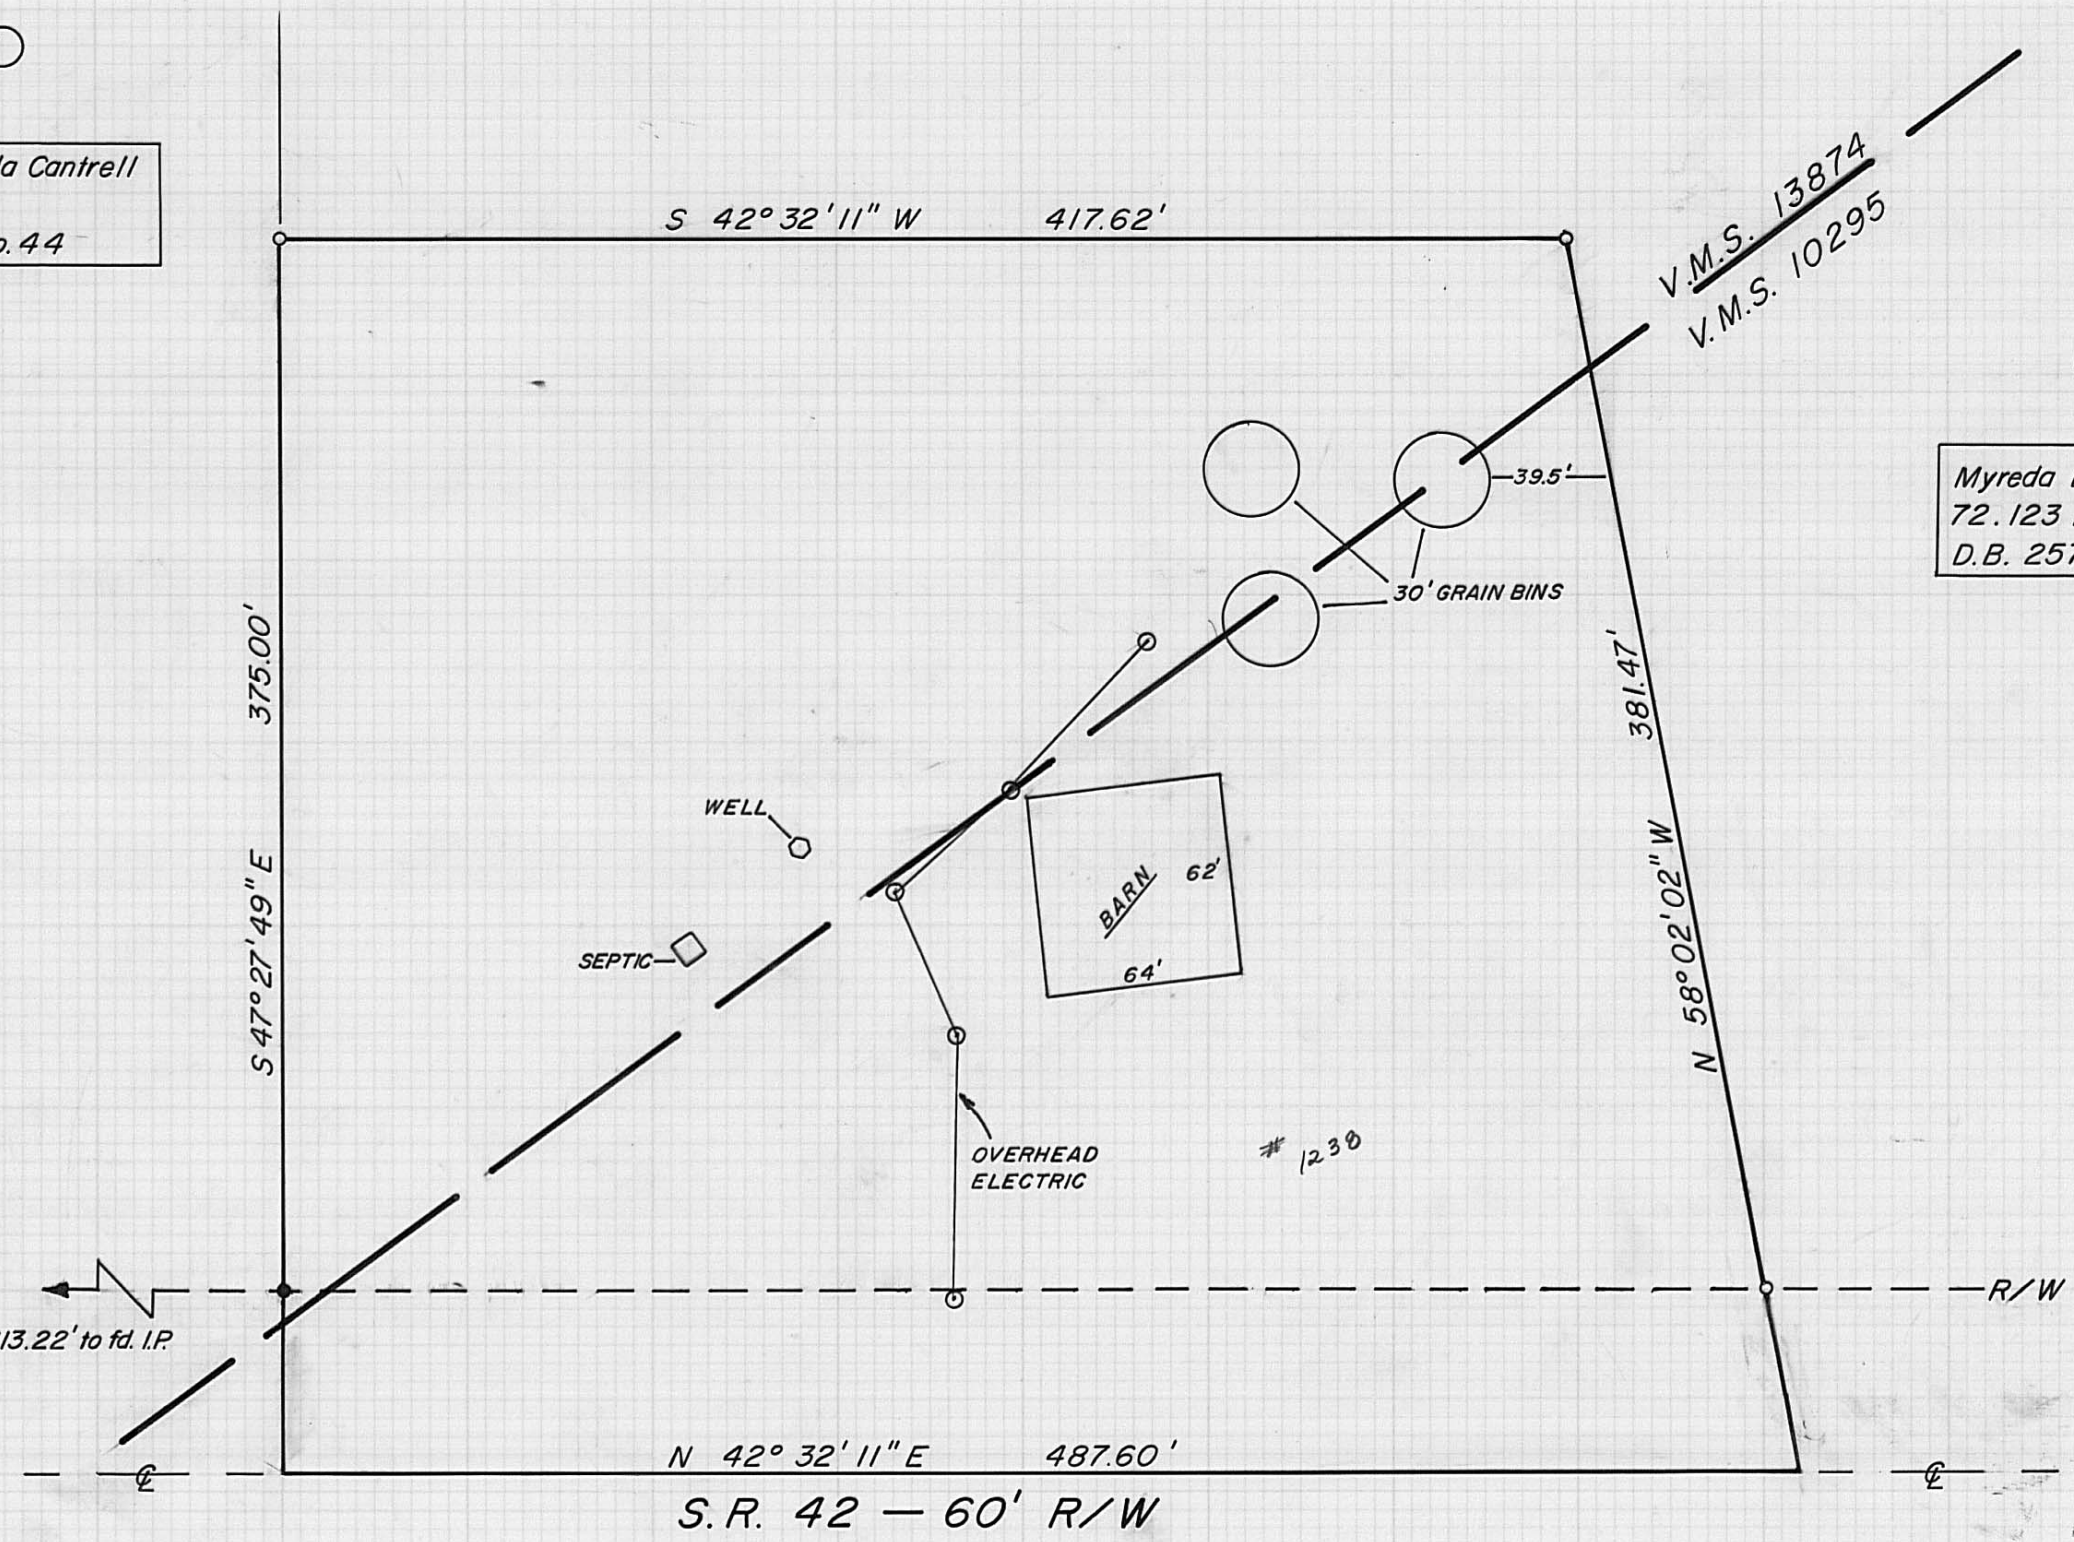 a Cantrell
.44
S 42°32'11" W 417.62'
V.M.S. 13874
V.M.S. 10295
39.5'
Myreda
72.123
D.B. 257
30' GRAIN BINS
375.00'
S 47°27'49" E
381.47'
N 58°02'02" W
WELL
SEPTIC
BARN
62'
64'
OVERHEAD
ELECTRIC
# 1238
R/W
13.22' to fd. I.P.
N 42°32'11" E 487.60'
℄
℄
S.R. 42 — 60' R/W